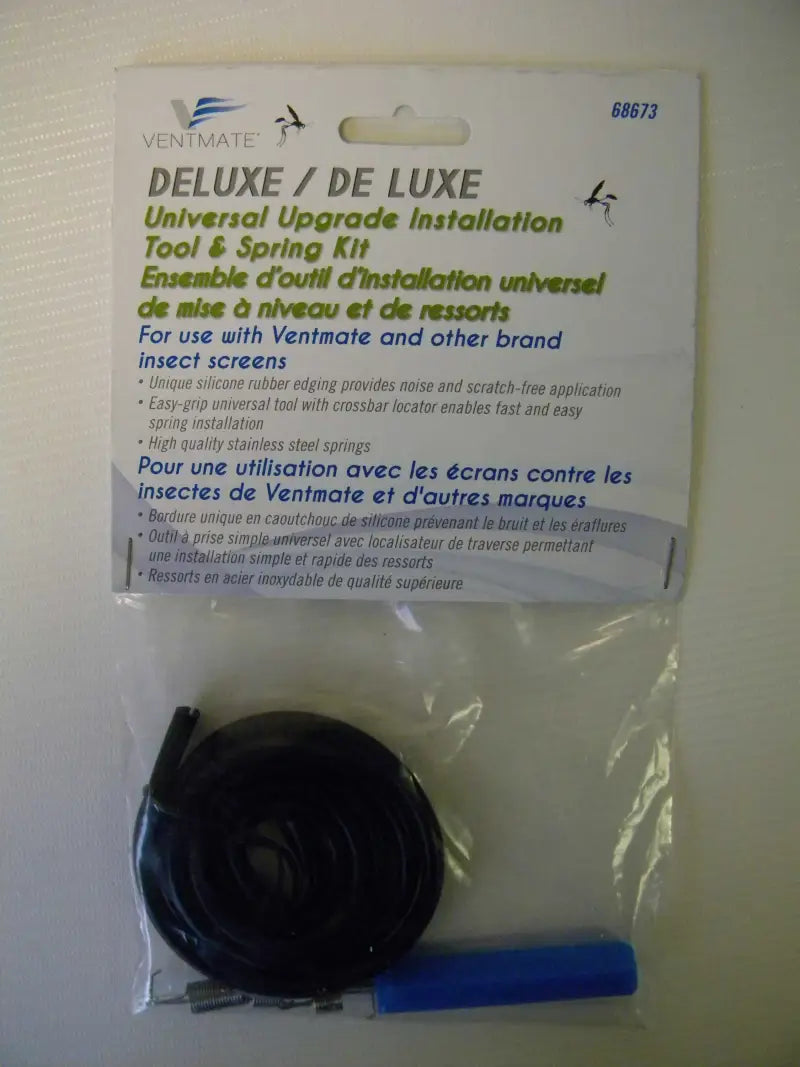 VENTMATE
68673
DELUXE / DE LUXE
Universal Upgrade Installation
Tool & Spring Kit
Ensemble d'outil d'installation universel
de mise à niveau et de ressorts
For use with Ventmate and other brand
insect screens
• Unique silicone rubber edging provides noise and scratch-free application
• Easy-grip universal tool with crossbar locator enables fast and easy
spring installation
• High quality stainless steel springs
Pour une utilisation avec les écrans contre les
insectes de Ventmate et d'autres marques
• Bordure unique en caoutchouc de silicone prévenant le bruit et les éraflures
• Outil à prise simple universel avec localisateur de traverse permettant
une installation simple et rapide des ressorts
• Ressorts en acier inoxydable de qualité supérieure